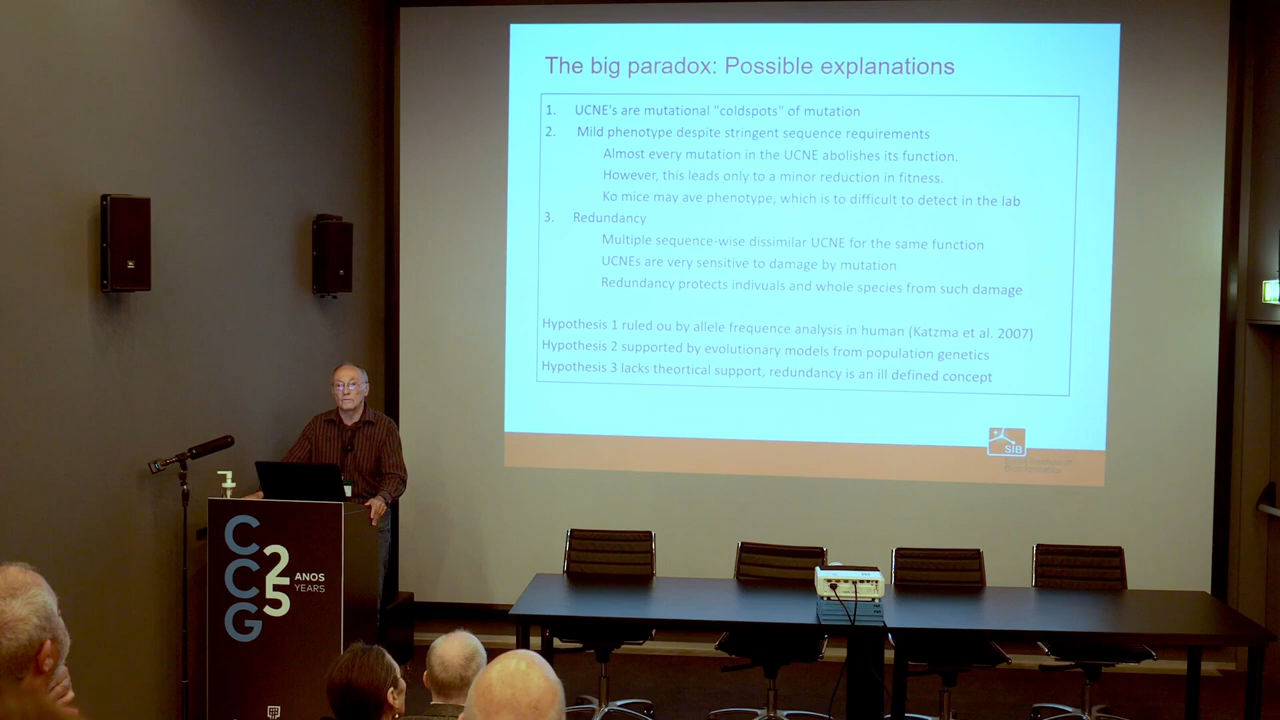 The big paradox: Possible explanations
1. UCNE's are mutational "coldspots" of mutation
2. Mild phenotype despite stringent sequence requirements
Almost every mutation in the UCNE abolishes its function.
However, this leads only to a minor reduction in fitness.
Ko mice may ave phenotype, which is to difficult to detect in the lab
3. Redundancy
Multiple sequence-wise dissimilar UCNE for the same function
UCNEs are very sensitive to damage by mutation
Redundancy protects indivuals and whole species from such damage
Hypothesis 1 ruled ou by allele frequence analysis in human (Katzma et al. 2007)
Hypothesis 2 supported by evolutionary models from population genetics
Hypothesis 3 lacks theortical support, redundancy is an ill defined concept
SIB
CCG
25
ANOS
YEARS